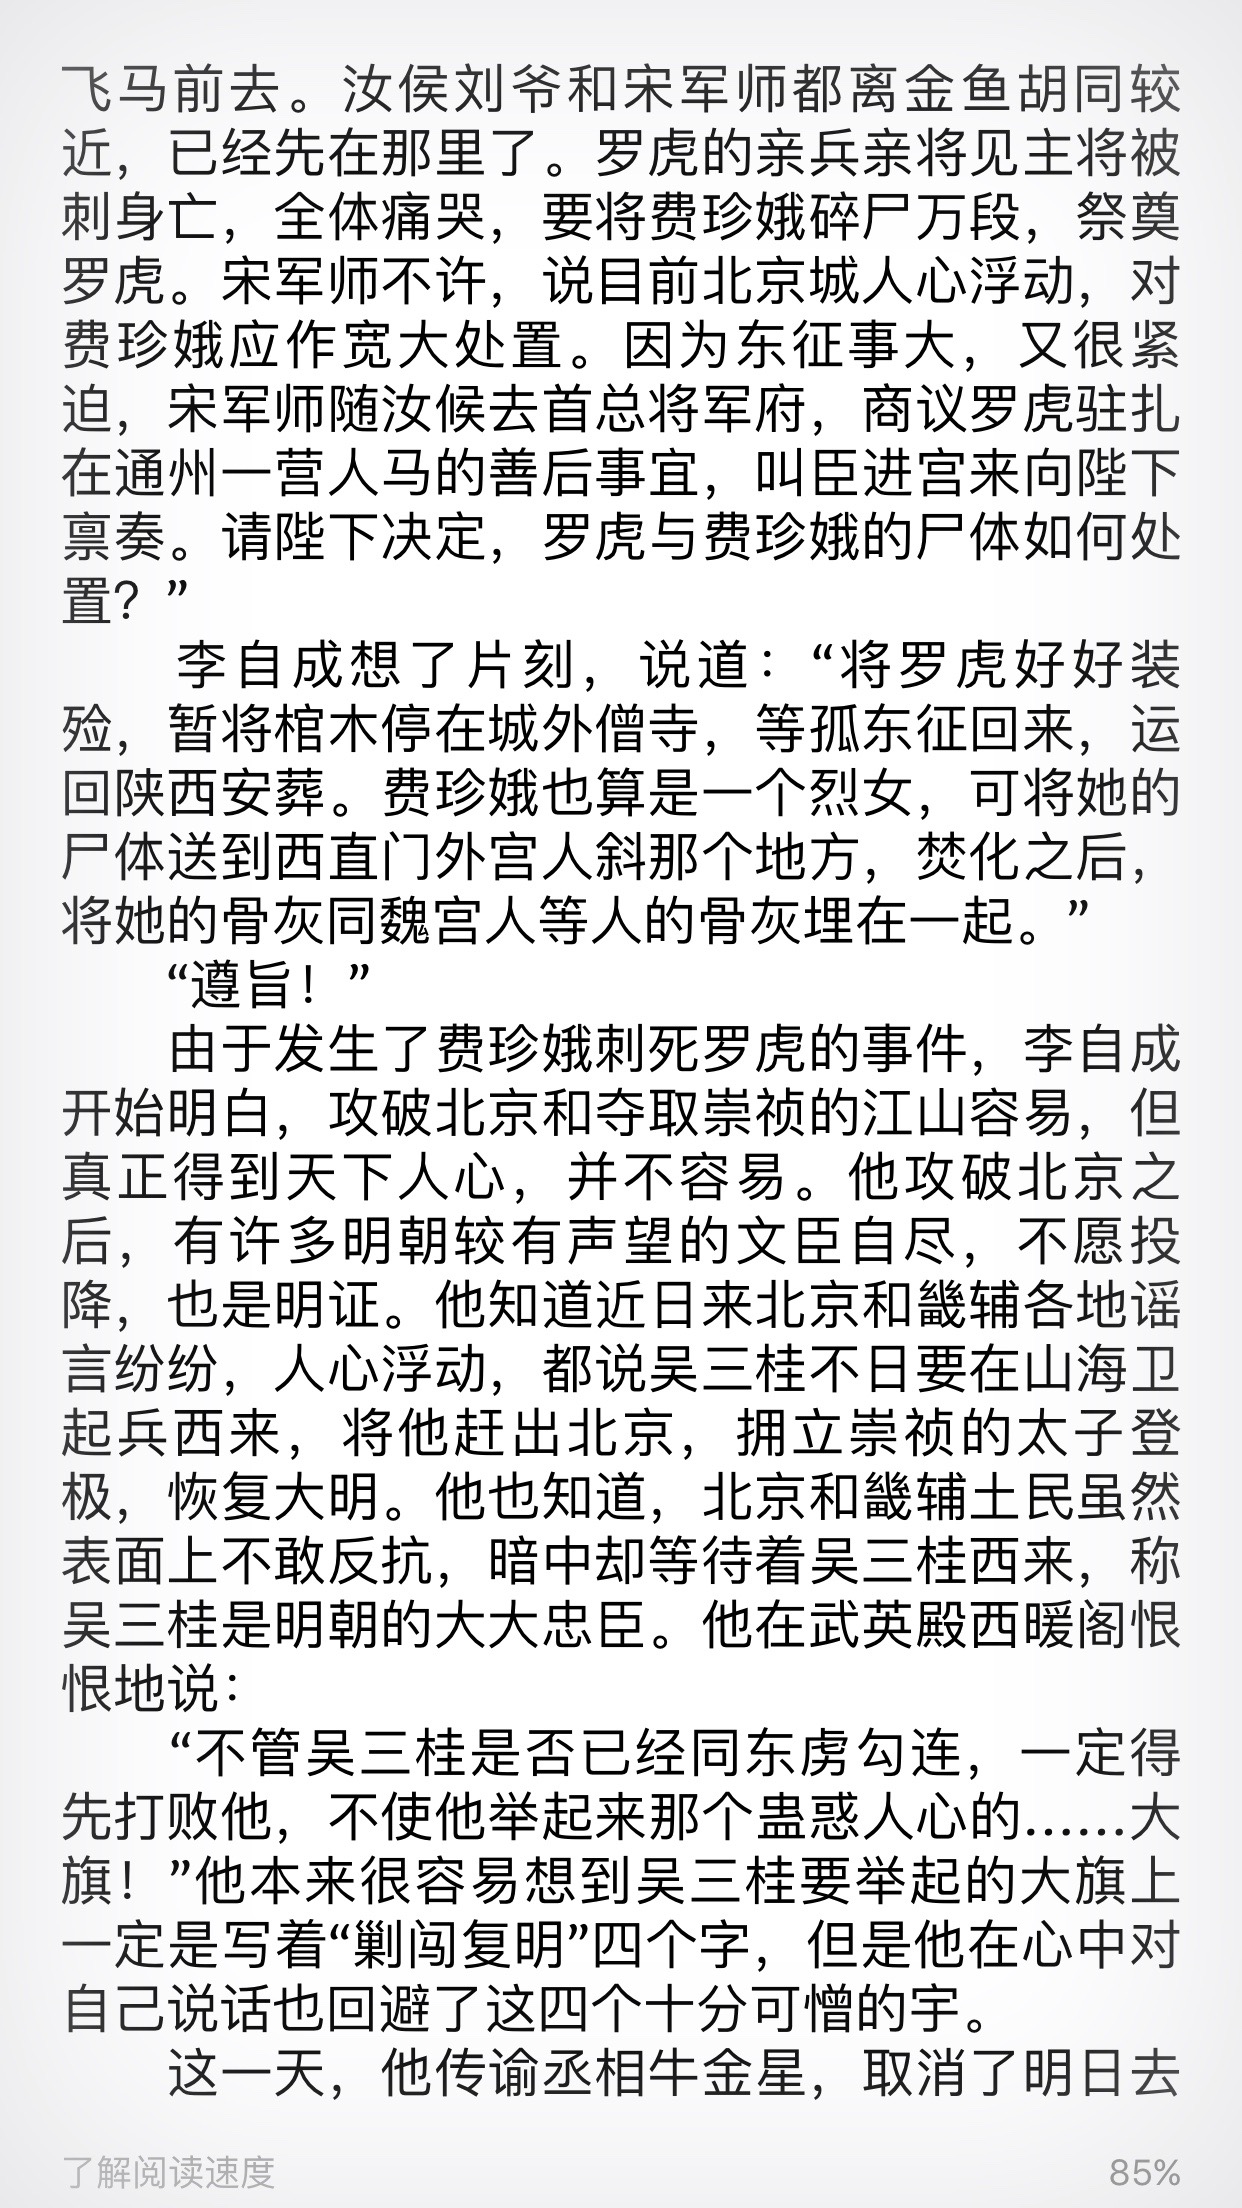 飞马前去。汝侯刘爷和宋军师都离金鱼胡同较
近，已经先在那里了。罗虎的亲兵亲将见主将被
刺身亡，全体痛哭，要将费珍娥碎尸万段，祭奠
罗虎。宋军师不许，说目前北京城人心浮动，对
费珍娥应作宽大处置。因为东征事大，又很紧
迫，宋军师随汝候去首总将军府，商议罗虎驻扎
在通州一营人马的善后事宜，叫臣进宫来向陛下
禀奏。请陛下决定，罗虎与费珍娥的尸体如何处
置？”
李自成想了片刻，说道：“将罗虎好好装
殓，暂将棺木停在城外僧寺，等孤东征回来，运
回陕西安葬。费珍娥也算是一个烈女，可将她的
尸体送到西直门外宫人斜那个地方，焚化之后，
将她的骨灰同魏宫人等人的骨灰埋在一起。”
“遵旨！”
由于发生了费珍娥刺死罗虎的事件，李自成
开始明白，攻破北京和夺取崇祯的江山容易，但
真正得到天下人心，并不容易。他攻破北京之
后，有许多明朝较有声望的文臣自尽，不愿投
降，也是明证。他知道近日来北京和畿辅各地谣
言纷纷，人心浮动，都说吴三桂不日要在山海卫
起兵西来，将他赶出北京，拥立崇祯的太子登
极，恢复大明。他也知道，北京和畿辅土民虽然
表面上不敢反抗，暗中却等待着吴三桂西来，称
吴三桂是明朝的大大忠臣。他在武英殿西暖阁恨
恨地说：
“不管吴三桂是否已经同东虏勾连，一定得
先打败他，不使他举起来那个蛊惑人心的……大
旗！”他本来很容易想到吴三桂要举起的大旗上
一定是写着“剿闯复明”四个字，但是他在心中对
自己说话也回避了这四个十分可憎的宇。
这一天，他传谕丞相牛金星，取消了明日去
了解阅读速度
85%